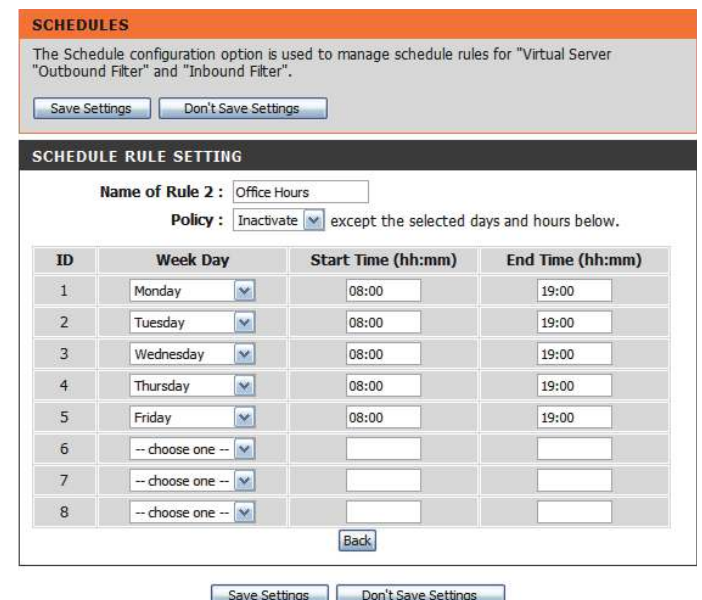 SCHEDULES
The Schedule configuration option is used to manage schedule rules for "Virtual Server
"Outbound Filter" and "Inbound Filter".
Save Settings Don't Save Settings
SCHEDULE RULE SETTING
Name of Rule 2 : Office Hours
Policy : Inactivate except the selected days and hours below.
ID Week Day Start Time (hh:mm) End Time (hh:mm)
1 Monday 08:00 19:00
2 Tuesday 08:00 19:00
3 Wednesday 08:00 19:00
4 Thursday 08:00 19:00
5 Friday 08:00 19:00
6 -- choose one --
7 -- choose one --
8 -- choose one --
Back
Save Settings Don't Save Settings